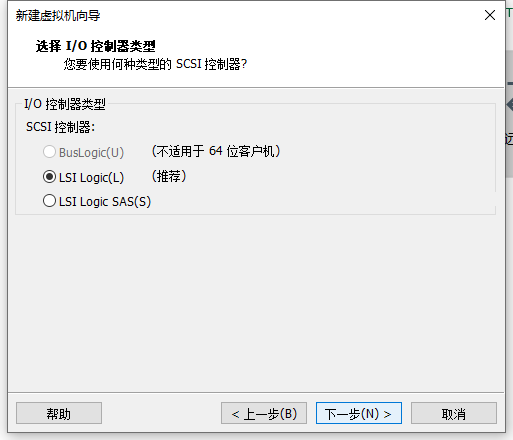 新建虚拟机向导
选择 I/O 控制器类型
您要使用何种类型的 SCSI 控制器?
I/O 控制器类型
SCSI 控制器:
BusLogic(U) (不适用于 64 位客户机)
LSI Logic(L) (推荐)
LSI Logic SAS(S)
帮助 < 上一步(B) 下一步(N) > 取消